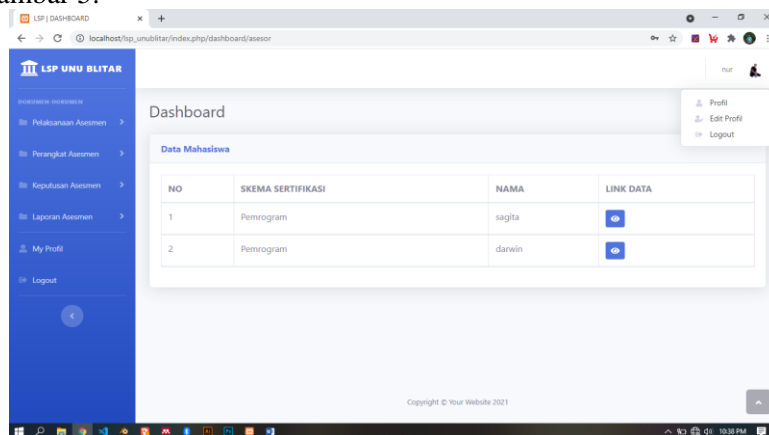 LSP | DASHBOARD
localhost/lsp_unublitar/index.php/dashboard/asesor
LSP UNU BLITAR
nur
DOKUMEN-DOKUMEN
Pelaksanaan Asesmen
Perangkat Asesmen
Keputusan Asesmen
Laporan Asesmen
My Profil
Logout
Profil
Edit Profil
Logout
Dashboard
Data Mahasiswa
NO SKEMA SERTIFIKASI NAMA LINK DATA
1 Pemrogram sagita
2 Pemrogram darwin
Copyright © Your Website 2021
10:38 PM